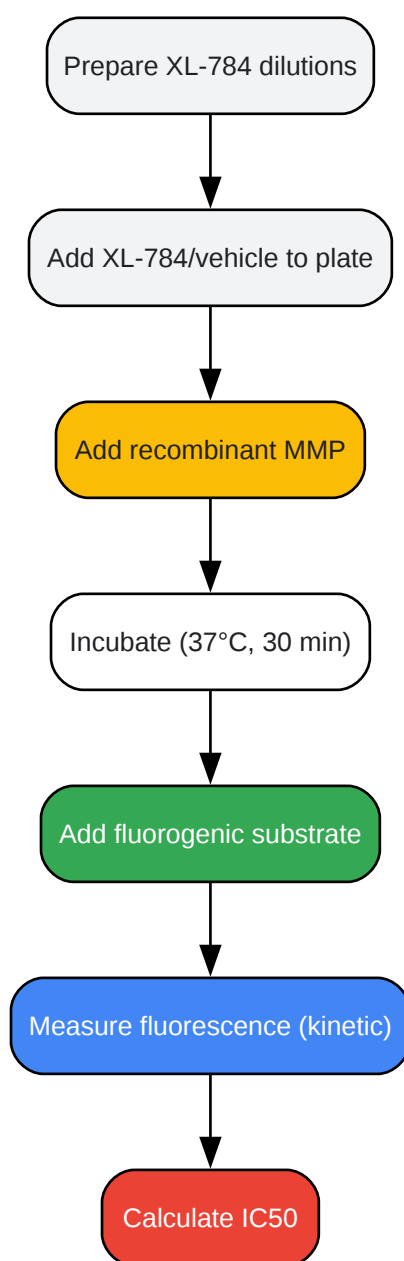 Prepare XL-784 dilutions
Add XL-784/vehicle to plate
Add recombinant MMP
Incubate (37°C, 30 min)
Add fluorogenic substrate
Measure fluorescence (kinetic)
Calculate IC50